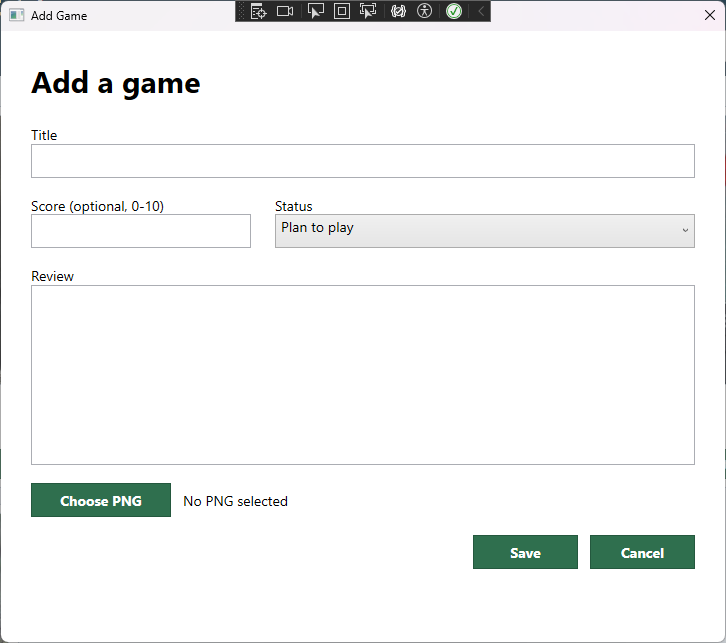 Add Game
Add a game
Title
Score (optional, 0-10)
Status
Plan to play
Review
Choose PNG
No PNG selected
Save
Cancel